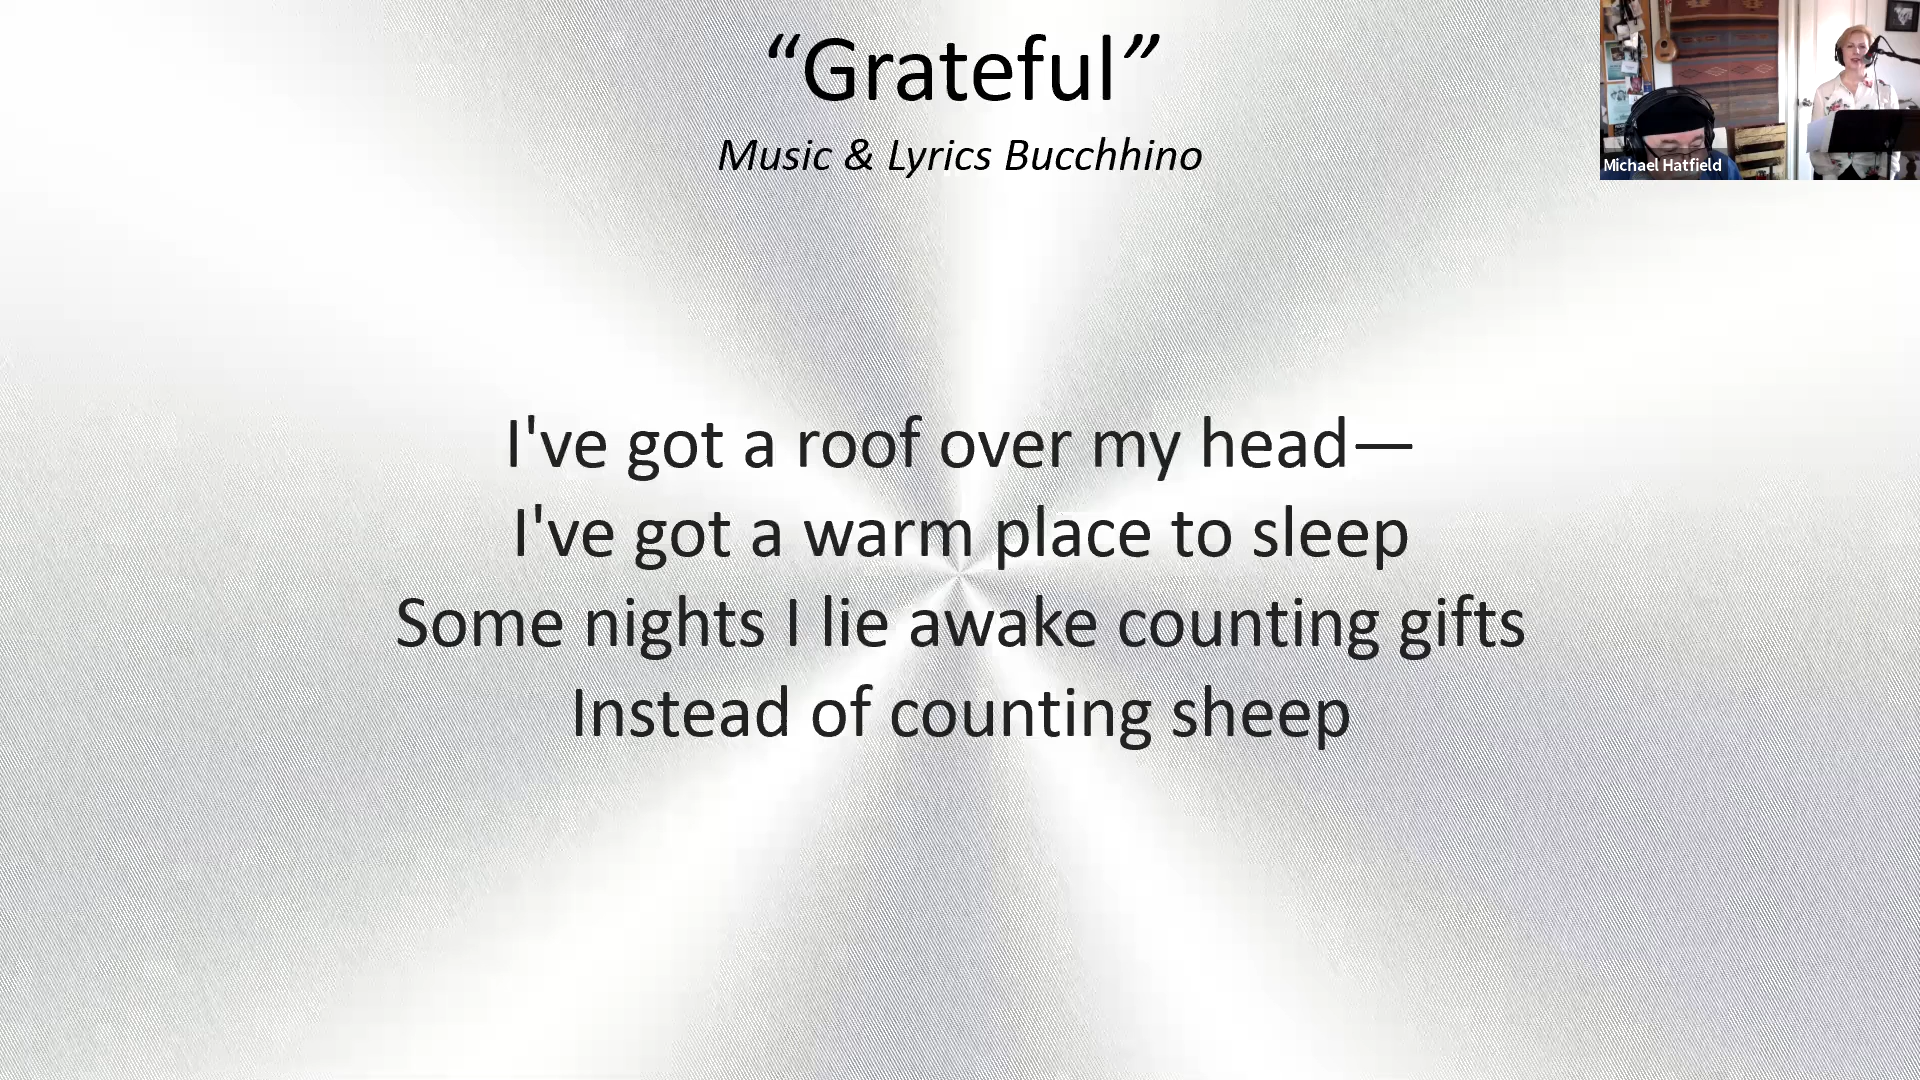 “Grateful”
Music & Lyrics Bucchhino
Michael Hatfield
I've got a roof over my head—
I've got a warm place to sleep
Some nights I lie awake counting gifts
Instead of counting sheep